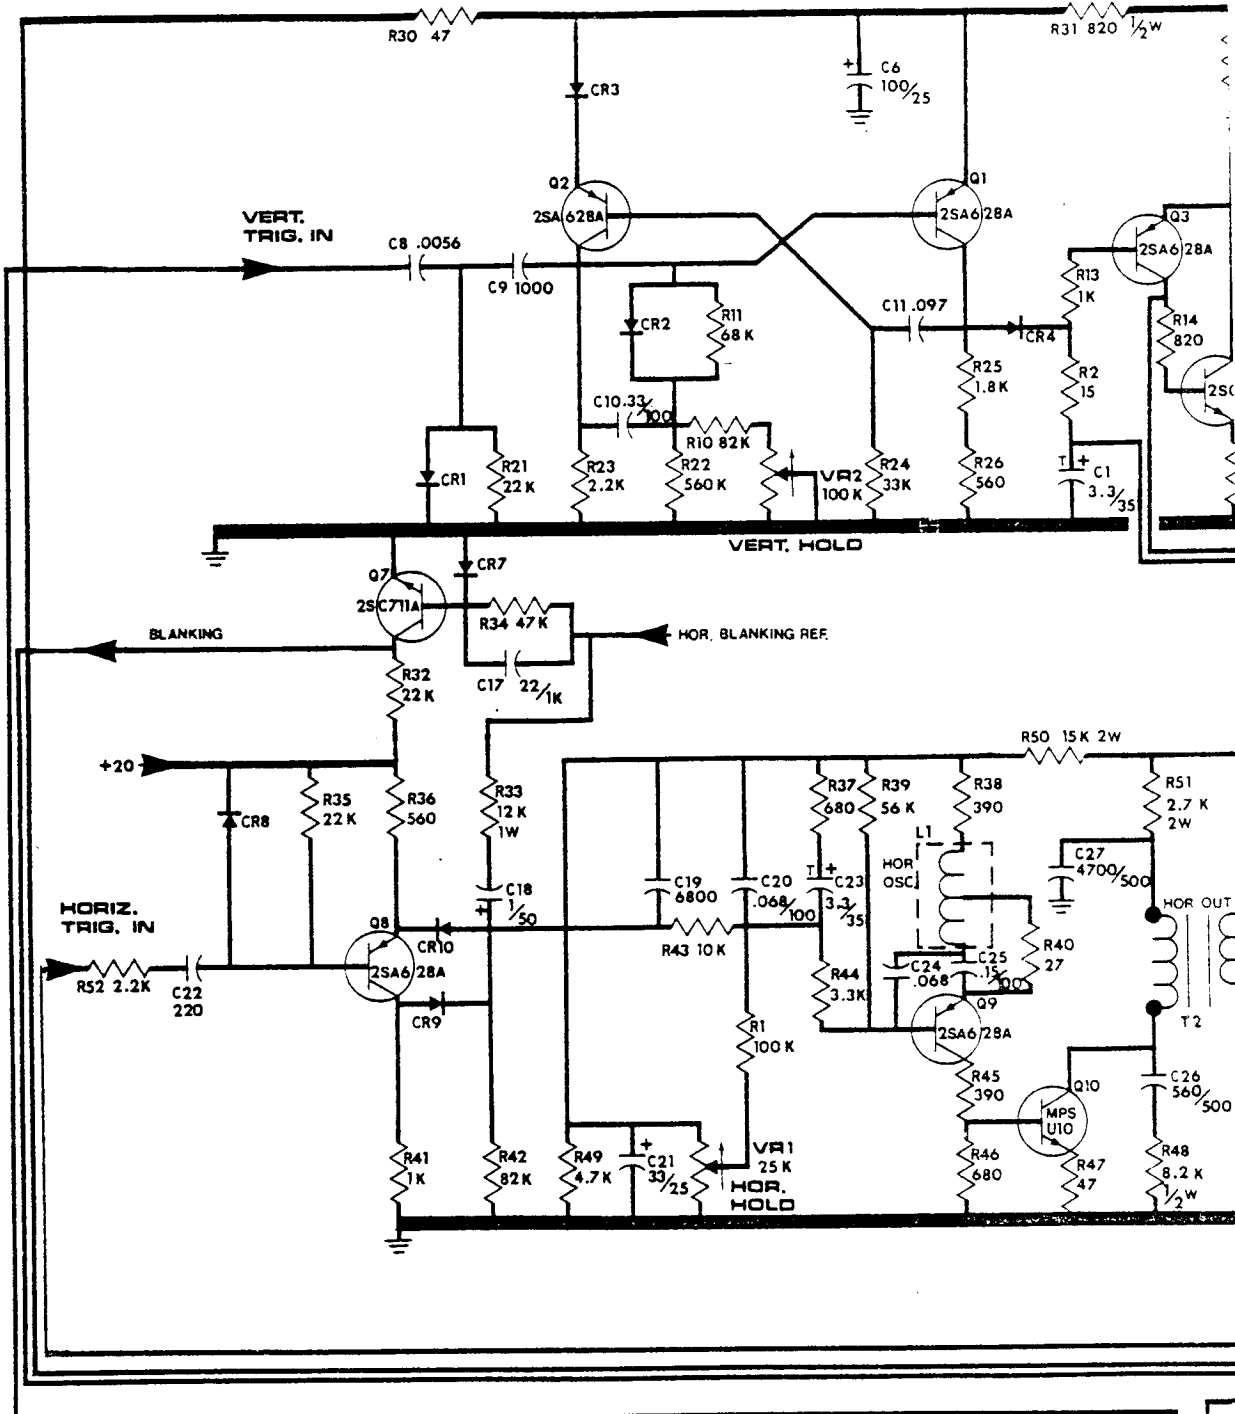 R30 47
R31 820 1/2W
CR3
+ C6
100/25
Q2
2SA628A
Q1
2SA628A
Q3
2SA628A
VERT.
TRIG. IN
C8 .0056
C9 1000
CR2
R11
68K
C11 .097
CR4
R13
1K
R14
820
R2
15
R25
1.8K
2SC
C10 .33/100
R10 82K
CR1
R21
22K
R23
2.2K
R22
560K
VR2
100K
R24
33K
R26
560
T +
C1
3.3/35
VERT. HOLD
Q7
2SC711A
CR7
R34 47K
C17 22/1K
HOR. BLANKING REF.
BLANKING
R32
22K
+20
CR8
R35
22K
R36
560
R33
12K
1W
C18
1/50
+
R50 15K 2W
R37
680
R39
56K
R38
390
R51
2.7K
2W
L1
HOR
OSC.
C27
4700/500
C19
6800
C20
.068/100
T +
C23
3.3/35
HORIZ.
TRIG. IN
Q8
2SA628A
CR10
R43 10K
HOR OUT
R40
27
R52 2.2K
C22
220
CR9
R44
3.3K
C24
.068
C25
.15/100
Q9
2SA628A
T2
R1
100K
R45
390
Q10
MPS
U10
C26
560/500
R41
1K
R42
82K
R49
4.7K
+
C21
33/25
VR1
25K
HOR.
HOLD
R46
680
R47
47
R48
8.2K
1/2W